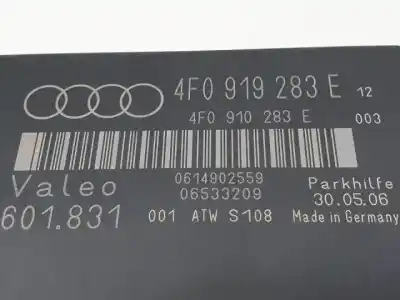 4F0 919 283 E 12
4F0 910 283 E 003
0614902559
Valeo 06533209 Parkhilfe
30.05.06
601.831 001 ATW S108 Made in Germany